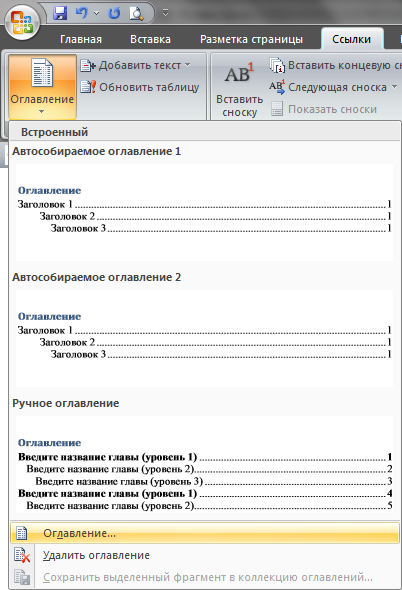 Главная Вставка Разметка страницы Ссылки
Оглавление
Добавить текст
Обновить таблицу
AB1
Вставить сноску
Вставить концевую сн
AB Следующая сноска
Показать сноски
Встроенный
Автособираемое оглавление 1
Оглавление
Заголовок 1 1
Заголовок 2 1
Заголовок 3 1
Автособираемое оглавление 2
Оглавление
Заголовок 1 1
Заголовок 2 1
Заголовок 3 1
Ручное оглавление
Оглавление
Введите название главы (уровень 1) 1
Введите название главы (уровень 2) 2
Введите название главы (уровень 3) 3
Введите название главы (уровень 1) 4
Введите название главы (уровень 2) 5
Оглавление...
Удалить оглавление
Сохранить выделенный фрагмент в коллекцию оглавлений...